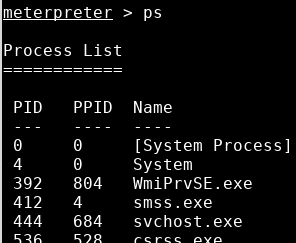 meterpreter > ps
Process List
============
PID PPID Name
--- ---- ----
0 0 [System Process]
4 0 System
392 804 WmiPrvSE.exe
412 4 smss.exe
444 684 svchost.exe
536 528 csrss.exe